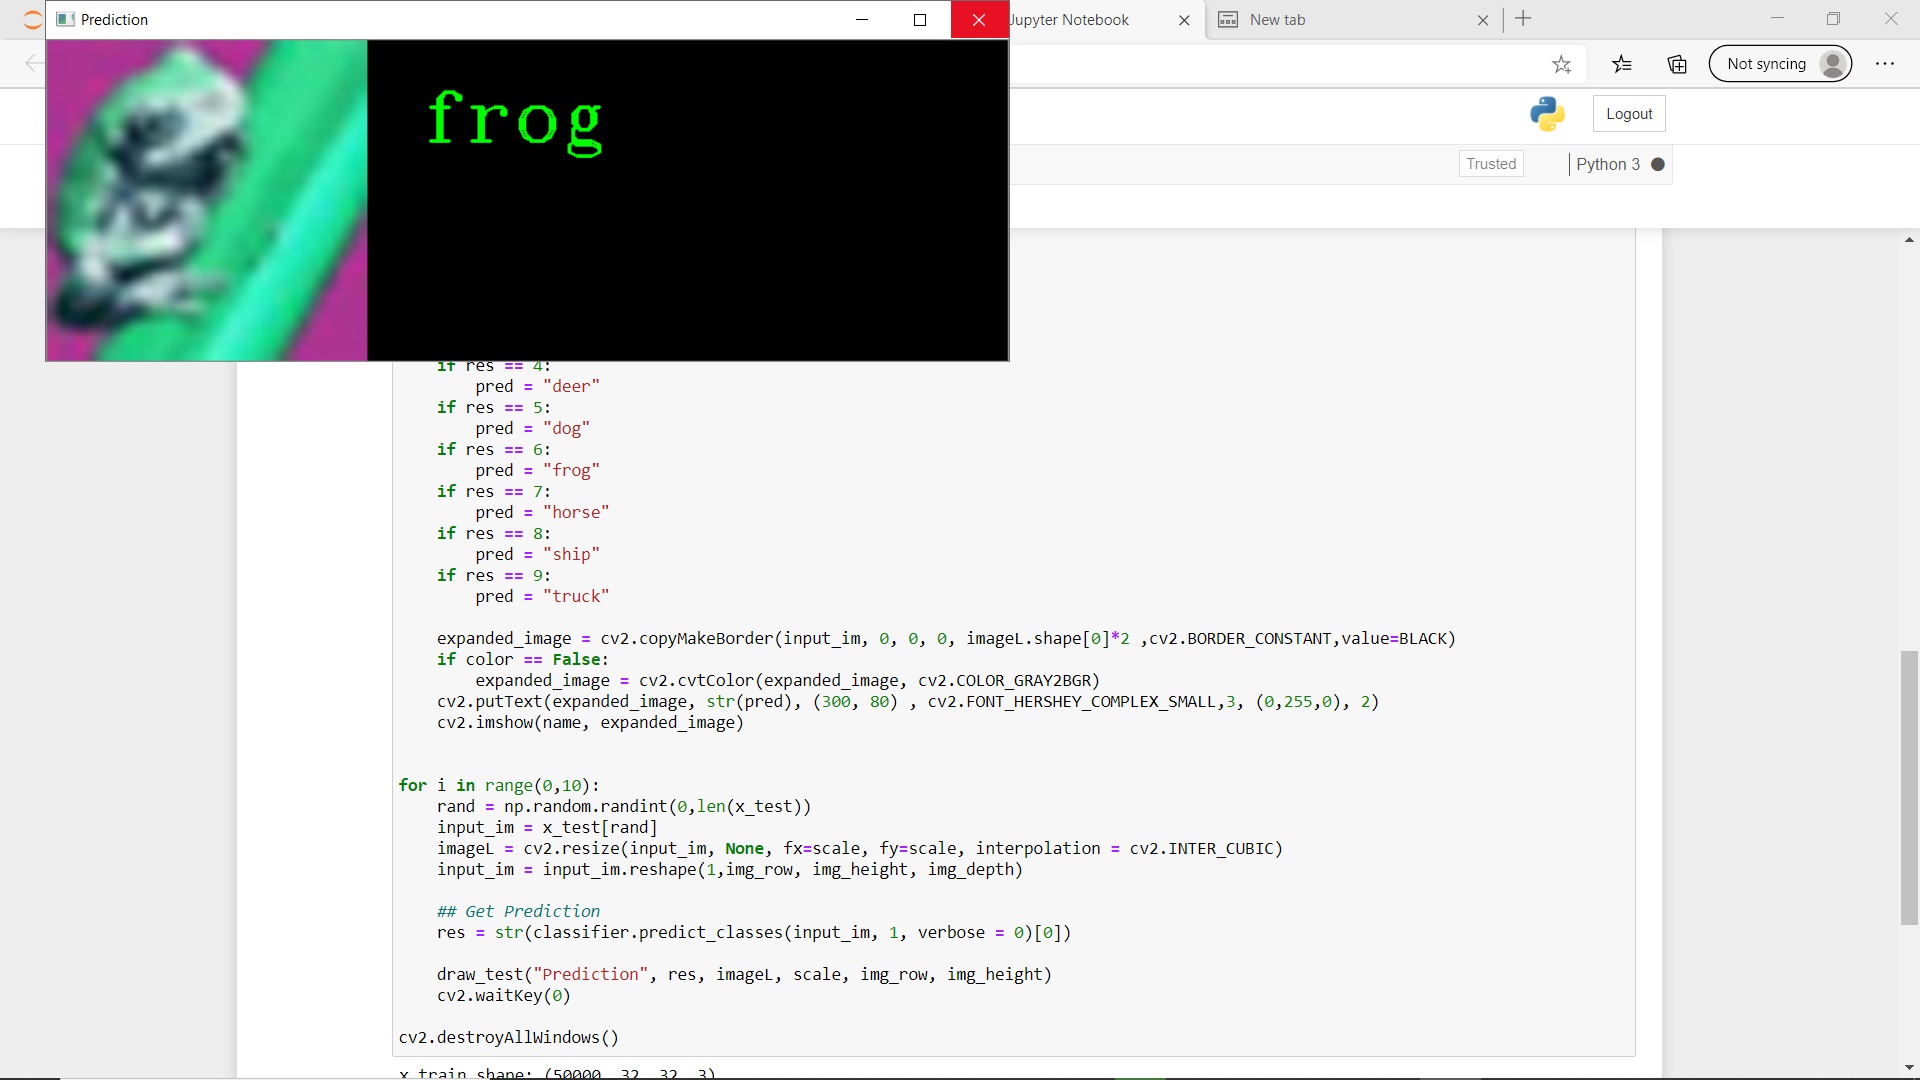 Prediction
Jupyter Notebook
New tab
Not syncing
frog
Logout
Trusted
Python 3
if res == 4:
pred = "deer"
if res == 5:
pred = "dog"
if res == 6:
pred = "frog"
if res == 7:
pred = "horse"
if res == 8:
pred = "ship"
if res == 9:
pred = "truck"
expanded_image = cv2.copyMakeBorder(input_im, 0, 0, 0, imageL.shape[0]*2 ,cv2.BORDER_CONSTANT,value=BLACK)
if color == False:
expanded_image = cv2.cvtColor(expanded_image, cv2.COLOR_GRAY2BGR)
cv2.putText(expanded_image, str(pred), (300, 80) , cv2.FONT_HERSHEY_COMPLEX_SMALL,3, (0,255,0), 2)
cv2.imshow(name, expanded_image)
for i in range(0,10):
rand = np.random.randint(0,len(x_test))
input_im = x_test[rand]
imageL = cv2.resize(input_im, None, fx=scale, fy=scale, interpolation = cv2.INTER_CUBIC)
input_im = input_im.reshape(1,img_row, img_height, img_depth)
## Get Prediction
res = str(classifier.predict_classes(input_im, 1, verbose = 0)[0])
draw_test("Prediction", res, imageL, scale, img_row, img_height)
cv2.waitKey(0)
cv2.destroyAllWindows()
x_train shape: (50000, 32, 32, 3)